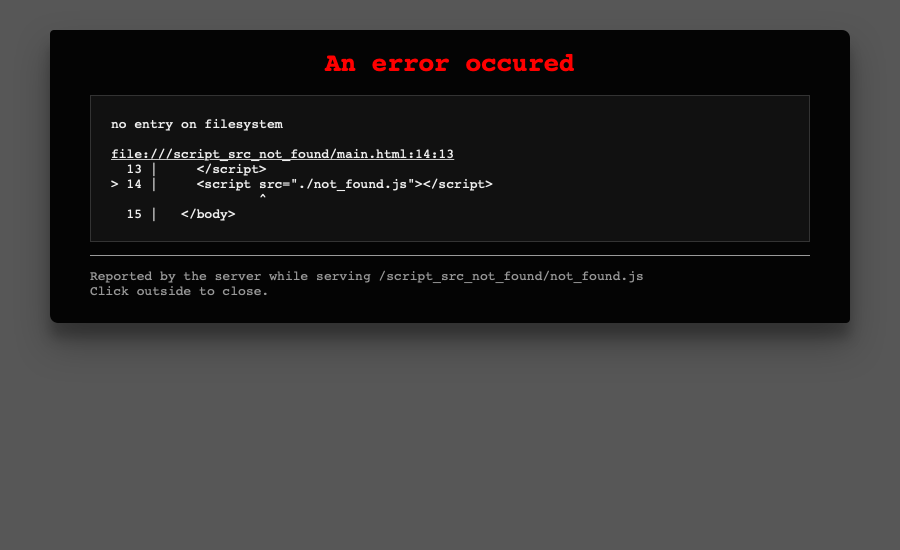 An error occured
no entry on filesystem
file:///script_src_not_found/main.html:14:13
  13 |     </script>
> 14 |     <script src="./not_found.js"></script>
                   ^
  15 |   </body>
Reported by the server while serving /script_src_not_found/not_found.js
Click outside to close.